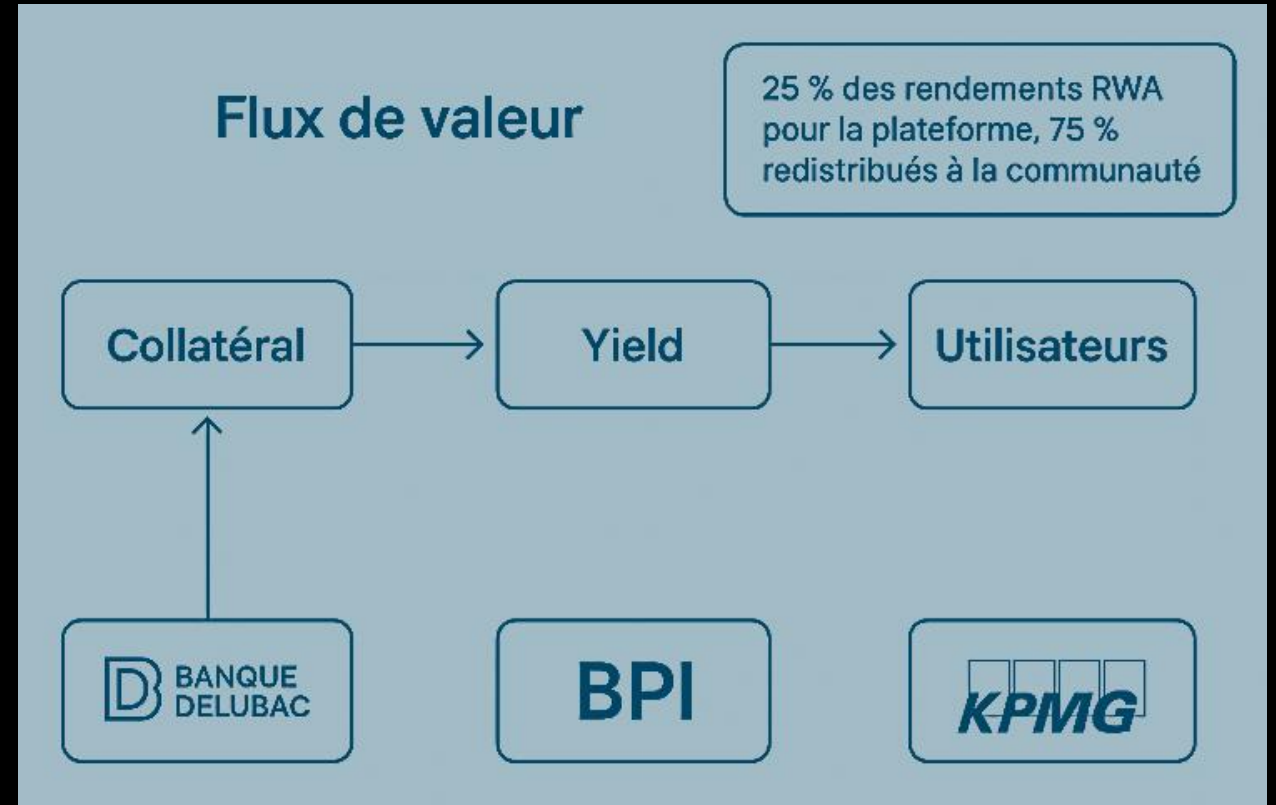 Flux de valeur
25 % des rendements RWA
pour la plateforme, 75 %
redistribués à la communauté
Collatéral
Yield
Utilisateurs
BANQUE
DELUBAC
BPI
KPMG